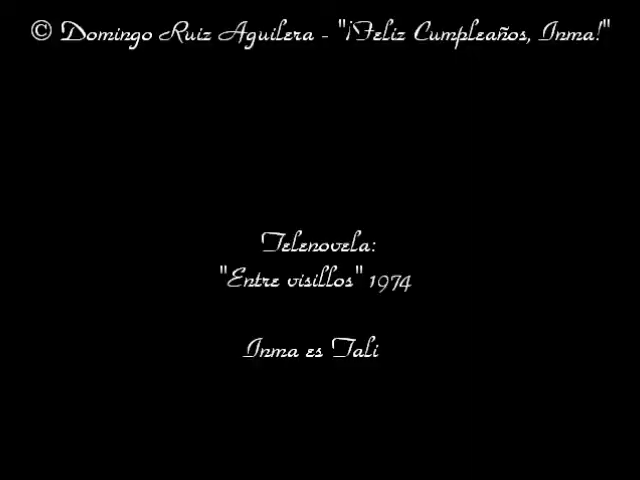 © Domingo Ruiz Aguilera - "¡Feliz Cumpleaños, Inma!"
Telenovela:
"Entre visillos" 1974
Inma es Tali